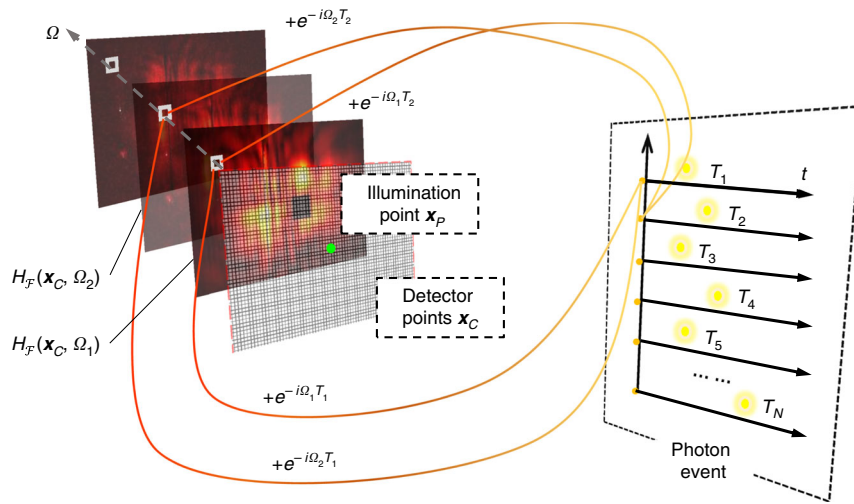 Ω
+e^{−iΩ₂T₂}
+e^{−iΩ₁T₂}
Illumination
point x_P
Detector
points x_C
H_ℱ(x_C, Ω₂)
H_ℱ(x_C, Ω₁)
+e^{−iΩ₁T₁}
+e^{−iΩ₂T₁}
T₁
t
T₂
T₃
T₄
T₅
... ...
T_N
Photon
event